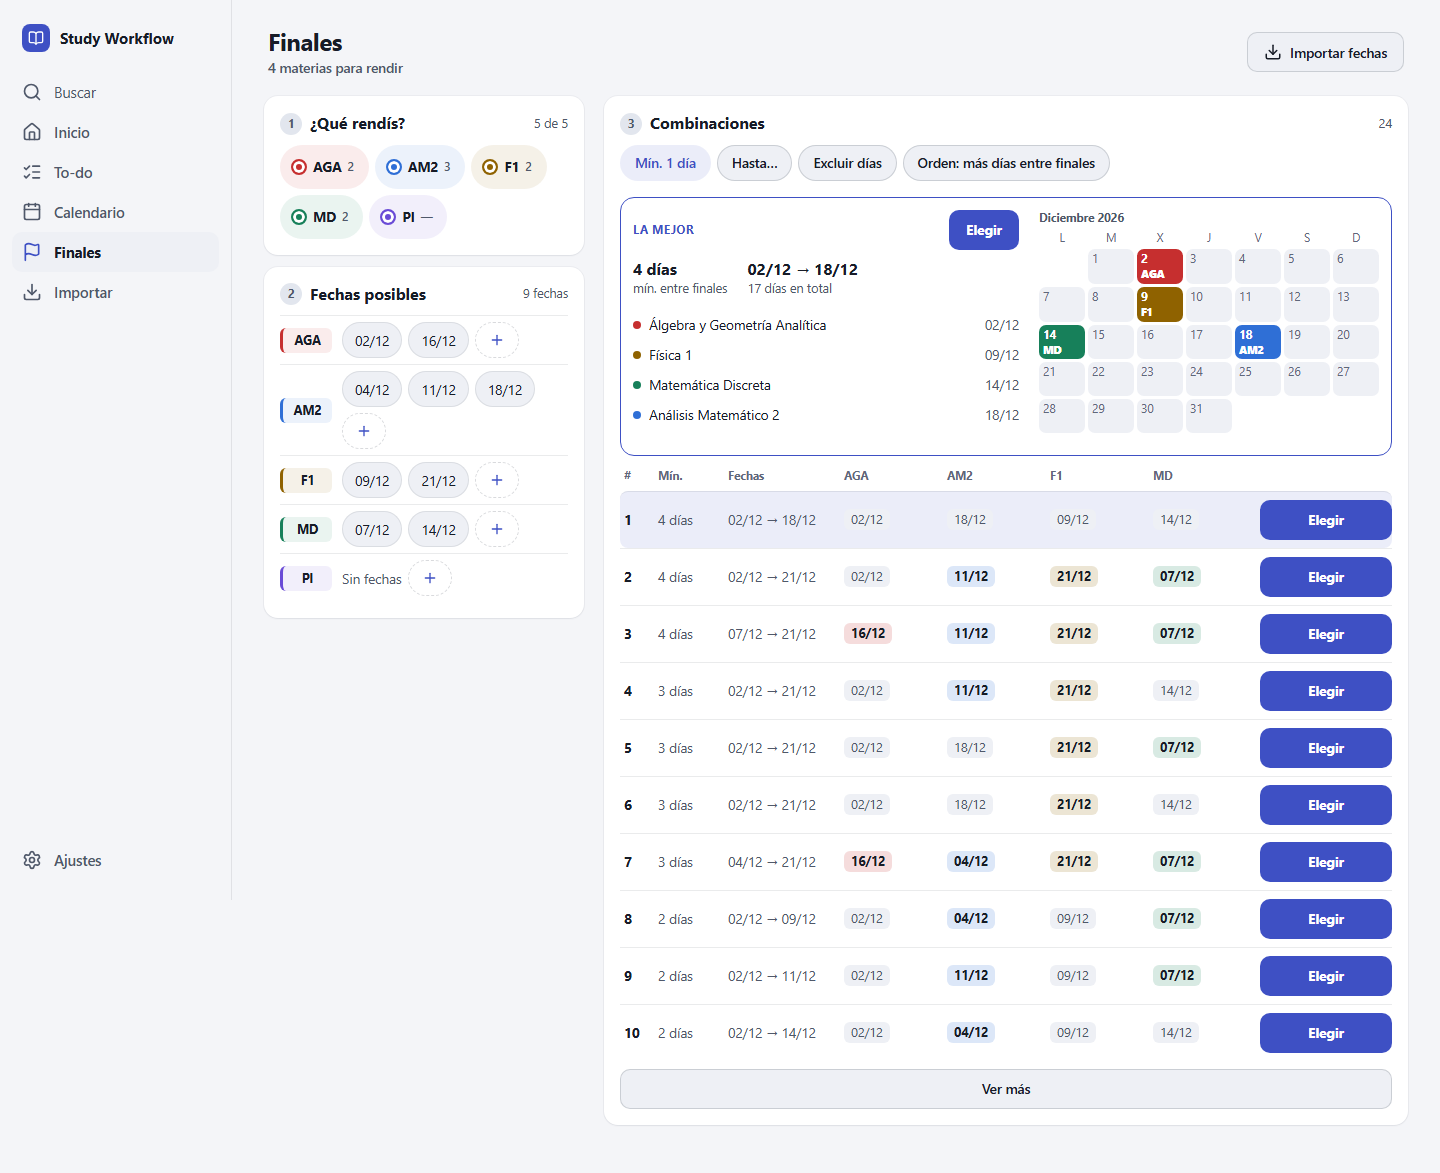 Study Workflow
Buscar
Inicio
To-do
Calendario
Finales
Importar
Ajustes
Finales
4 materias para rendir
Importar fechas
1 ¿Qué rendís? 5 de 5
AGA 2 AM2 3 F1 2
MD 2 PI —
2 Fechas posibles 9 fechas
AGA 02/12 16/12 +
AM2 04/12 11/12 18/12
+
F1 09/12 21/12 +
MD 07/12 14/12 +
PI Sin fechas +
3 Combinaciones 24
Mín. 1 día Hasta... Excluir días Orden: más días entre finales
LA MEJOR Elegir
4 días 02/12 → 18/12
mín. entre finales 17 días en total
Álgebra y Geometría Analítica 02/12
Física 1 09/12
Matemática Discreta 14/12
Análisis Matemático 2 18/12
Diciembre 2026
L M X J V S D
1 2 AGA 3 4 5 6
7 8 9 F1 10 11 12 13
14 MD 15 16 17 18 AM2 19 20
21 22 23 24 25 26 27
28 29 30 31
# Mín. Fechas AGA AM2 F1 MD
1 4 días 02/12 → 18/12 02/12 18/12 09/12 14/12 Elegir
2 4 días 02/12 → 21/12 02/12 11/12 21/12 07/12 Elegir
3 4 días 07/12 → 21/12 16/12 11/12 21/12 07/12 Elegir
4 3 días 02/12 → 21/12 02/12 11/12 21/12 14/12 Elegir
5 3 días 02/12 → 21/12 02/12 18/12 21/12 07/12 Elegir
6 3 días 02/12 → 21/12 02/12 18/12 21/12 14/12 Elegir
7 3 días 04/12 → 21/12 16/12 04/12 21/12 07/12 Elegir
8 2 días 02/12 → 09/12 02/12 04/12 09/12 07/12 Elegir
9 2 días 02/12 → 11/12 02/12 11/12 09/12 07/12 Elegir
10 2 días 02/12 → 14/12 02/12 04/12 09/12 14/12 Elegir
Ver más